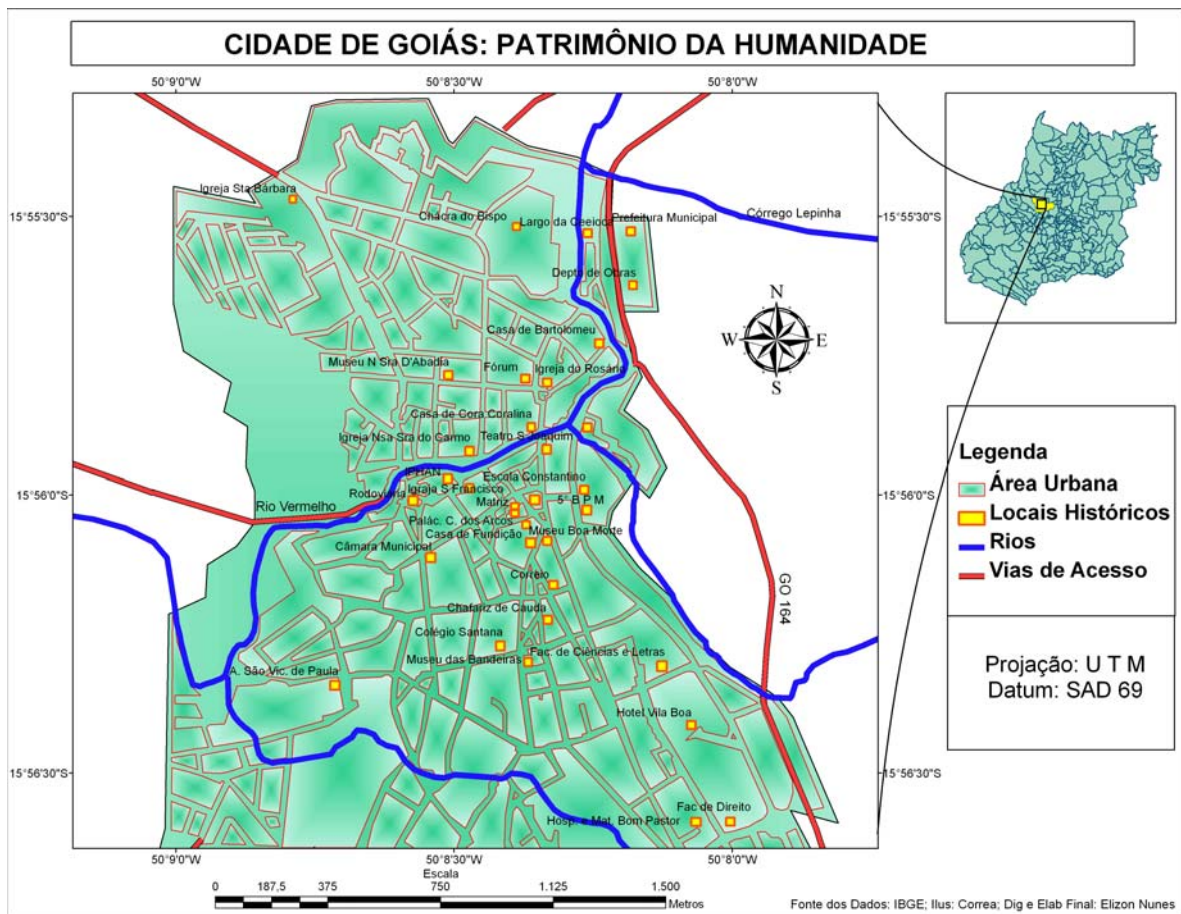 CIDADE DE GOIÁS: PATRIMÔNIO DA HUMANIDADE
50°9'0"W
50°8'30"W
50°8'0"W
Igreja Sta Bárbara
Chácra do Bispo
Largo da Ceeioca
Prefeitura Municipal
Córrego Lepinha
15°55'30"S
15°55'30"S
Depto de Obras
Casa de Bartolomeu
N
W
E
S
Museu N Sra D'Abadia
Fórum
Igreja do Rosário
Casa de Cora Coralina
Igreja Nsa Sra do Carmo
Teatro S Joaquim
IPHAN
Escala Constantino
15°56'0"S
15°56'0"S
Rodoviária
Igraja S Francisco
Rio Vermelho
Matriz
5° B P M
Palác. C. dos Arcos
Casa de Fundição
Museu Boa Morte
Câmara Municipal
Corrèio
GO 164
Chafariz de Cauda
Colégio Santana
Museu das Bandeiras
Fac. de Ciências e Letras
A. São Vic. de Paula
Hotel Vila Boa
15°56'30"S
15°56'30"S
Fac de Direito
Hosp. e Mat. Bom Pastor
50°9'0"W
50°8'30"W
50°8'0"W
Legenda
Área Urbana
Locais Históricos
Rios
Vias de Acesso
Projação: U T M
Datum: SAD 69
Escala
0 187,5 375 750 1.125 1.500
Metros
Fonte dos Dados: IBGE; Ilus: Correa; Dig e Elab Final: Elizon Nunes